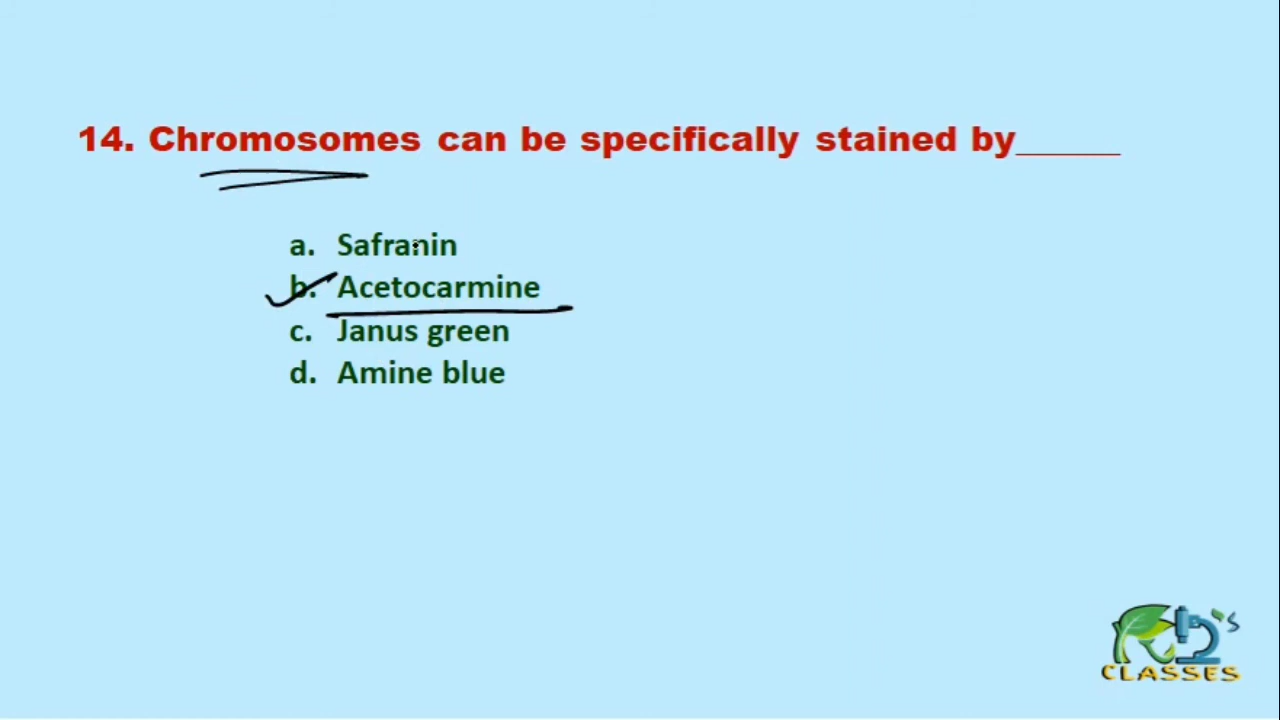 14. Chromosomes can be specifically stained by______
a. Safranin
b. Acetocarmine
c. Janus green
d. Amine blue
CLASSES